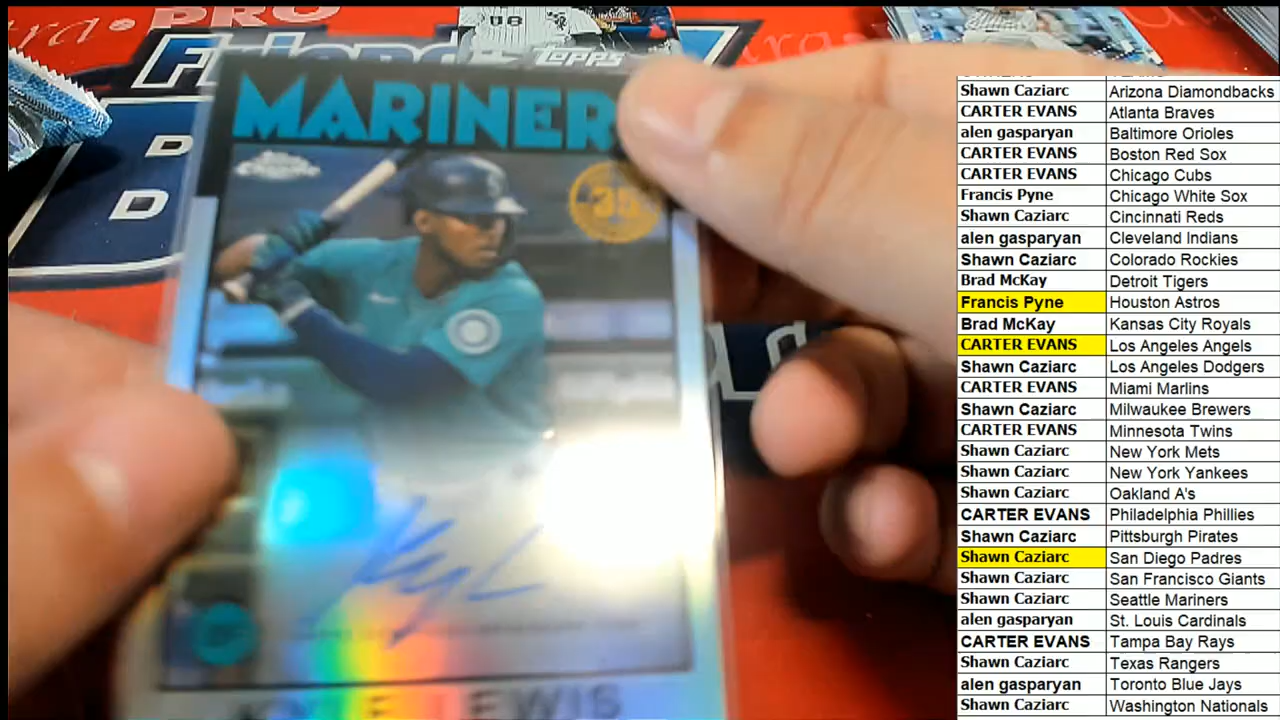 PRO
08
Topps
MARINER
Topps
Chrome
35
S
D
D
OF
LEWIS
Shawn Caziarc Arizona Diamondbacks
CARTER EVANS Atlanta Braves
alen gasparyan Baltimore Orioles
CARTER EVANS Boston Red Sox
CARTER EVANS Chicago Cubs
Francis Pyne Chicago White Sox
Shawn Caziarc Cincinnati Reds
alen gasparyan Cleveland Indians
Shawn Caziarc Colorado Rockies
Brad McKay Detroit Tigers
Francis Pyne Houston Astros
Brad McKay Kansas City Royals
CARTER EVANS Los Angeles Angels
Shawn Caziarc Los Angeles Dodgers
CARTER EVANS Miami Marlins
Shawn Caziarc Milwaukee Brewers
CARTER EVANS Minnesota Twins
Shawn Caziarc New York Mets
Shawn Caziarc New York Yankees
Shawn Caziarc Oakland A's
CARTER EVANS Philadelphia Phillies
Shawn Caziarc Pittsburgh Pirates
Shawn Caziarc San Diego Padres
Shawn Caziarc San Francisco Giants
Shawn Caziarc Seattle Mariners
alen gasparyan St. Louis Cardinals
CARTER EVANS Tampa Bay Rays
Shawn Caziarc Texas Rangers
alen gasparyan Toronto Blue Jays
Shawn Caziarc Washington Nationals